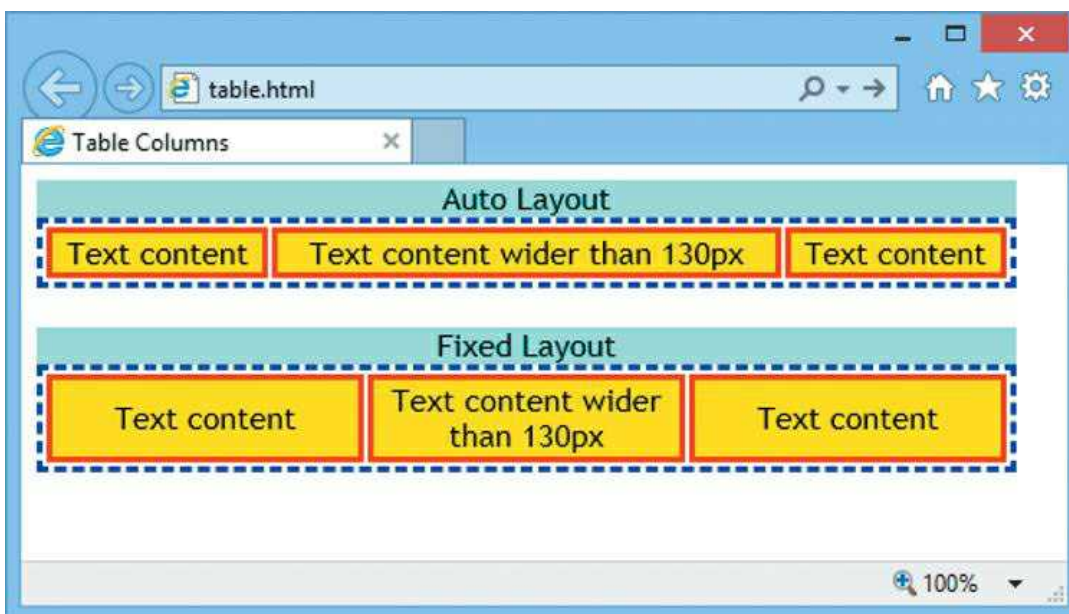 table.html
Table Columns
Auto Layout
Text content Text content wider than 130px Text content
Fixed Layout
Text content Text content wider than 130px Text content
100%